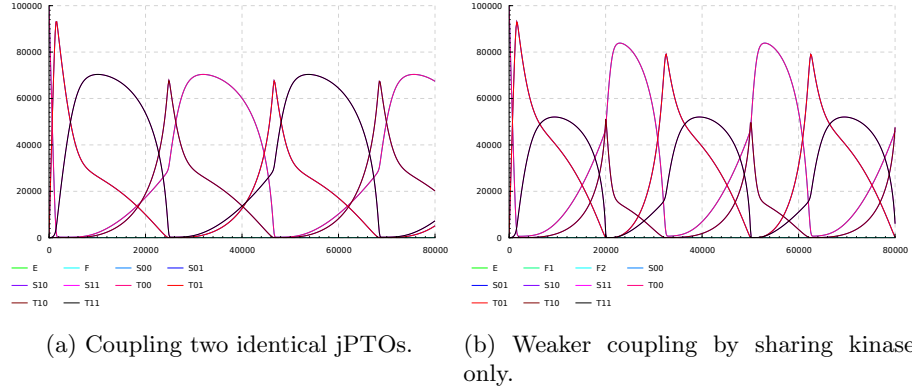 100000
80000
60000
40000
20000
0
0 20000 40000 60000 80000
E F S00 S01
S10 S11 T00 T01
T10 T11
(a) Coupling two identical jPTOs.
100000
80000
60000
40000
20000
0
0 20000 40000 60000 80000
E F1 F2 S00
S01 S10 S11 T00
T01 T10 T11
(b) Weaker coupling by sharing kinase
only.